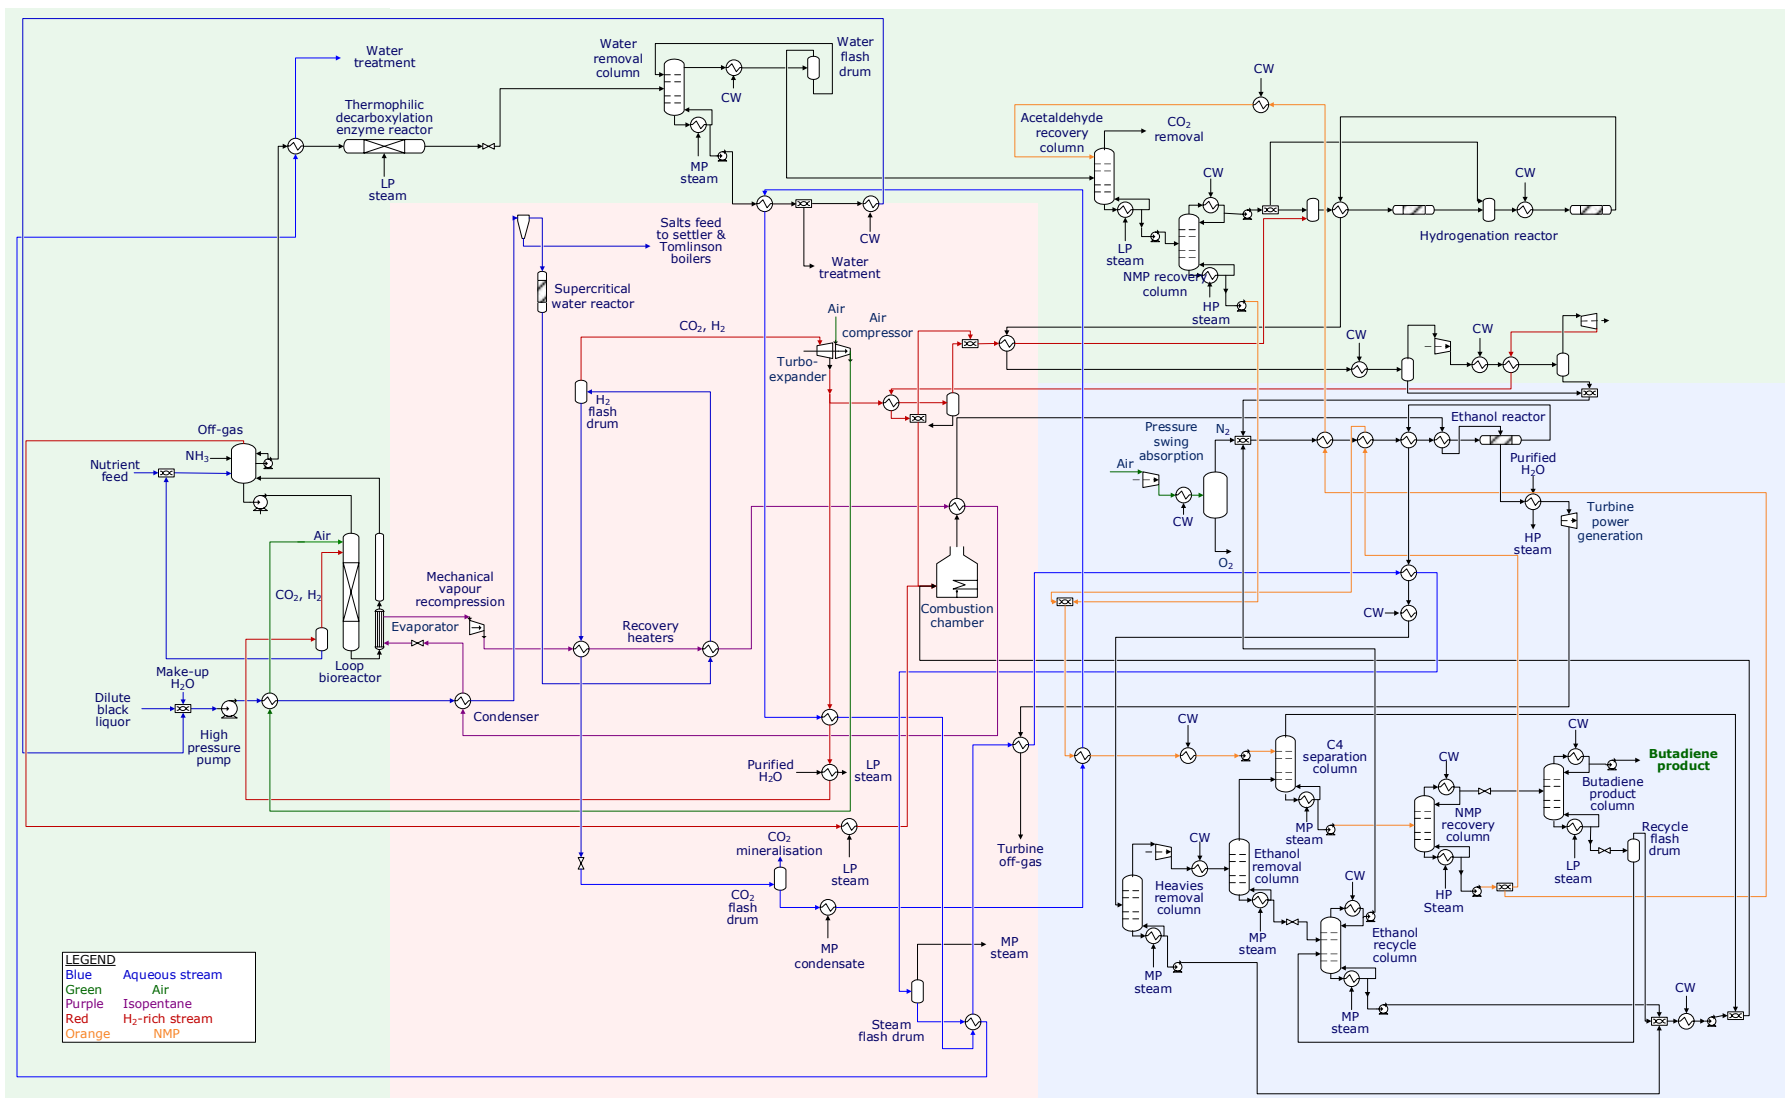 Water
treatment
Thermophilic
decarboxylation
enzyme reactor
LP
steam
Water
removal
column
CW
Water
flash
drum
MP
steam
CW
Water
treatment
CW
Acetaldehyde
recovery
column
CO2
removal
CW
LP
steam
NMP recovery
column
HP
steam
CW
Hydrogenation reactor
CW
CW
Salts feed
to settler &
Tomlinson
boilers
Supercritical
water reactor
CO2, H2
Air
Air
compressor
Turbo-
expander
H2
flash
drum
Off-gas
NH3
Nutrient
feed
Air
CO2, H2
Loop
bioreactor
Mechanical
vapour
recompression
Evaporator
Recovery
heaters
Make-up
H2O
Dilute
black
liquor
High
pressure
pump
Condenser
Combustion
chamber
Pressure
swing
absorption
N2
Air
CW
O2
Ethanol reactor
Purified
H2O
HP
steam
Turbine
power
generation
CW
Purified
H2O
LP
steam
CO2
mineralisation
LP
steam
CO2
flash
drum
MP
condensate
MP
steam
Steam
flash drum
Turbine
off-gas
CW
C4
separation
column
MP
steam
CW
Ethanol
removal
column
Heavies
removal
column
MP
steam
MP
steam
CW
Ethanol
recycle
column
MP
steam
CW
NMP
recovery
column
HP
Steam
CW
Butadiene
product
Butadiene
product
column
LP
steam
Recycle
flash
drum
CW
LEGEND
Blue Aqueous stream
Green Air
Purple Isopentane
Red H2-rich stream
Orange NMP